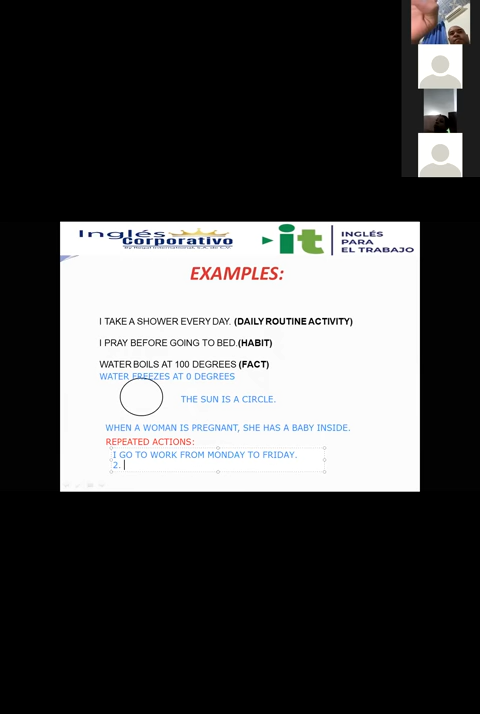 Inglés
Corporativo
it
INGLÉS
PARA
EL TRABAJO
EXAMPLES:
I TAKE A SHOWER EVERY DAY. (DAILY ROUTINE ACTIVITY)
I PRAY BEFORE GOING TO BED.(HABIT)
WATER BOILS AT 100 DEGREES (FACT)
WATER FREEZES AT 0 DEGREES
THE SUN IS A CIRCLE.
WHEN A WOMAN IS PREGNANT, SHE HAS A BABY INSIDE.
REPEATED ACTIONS:
I GO TO WORK FROM MONDAY TO FRIDAY.
2.